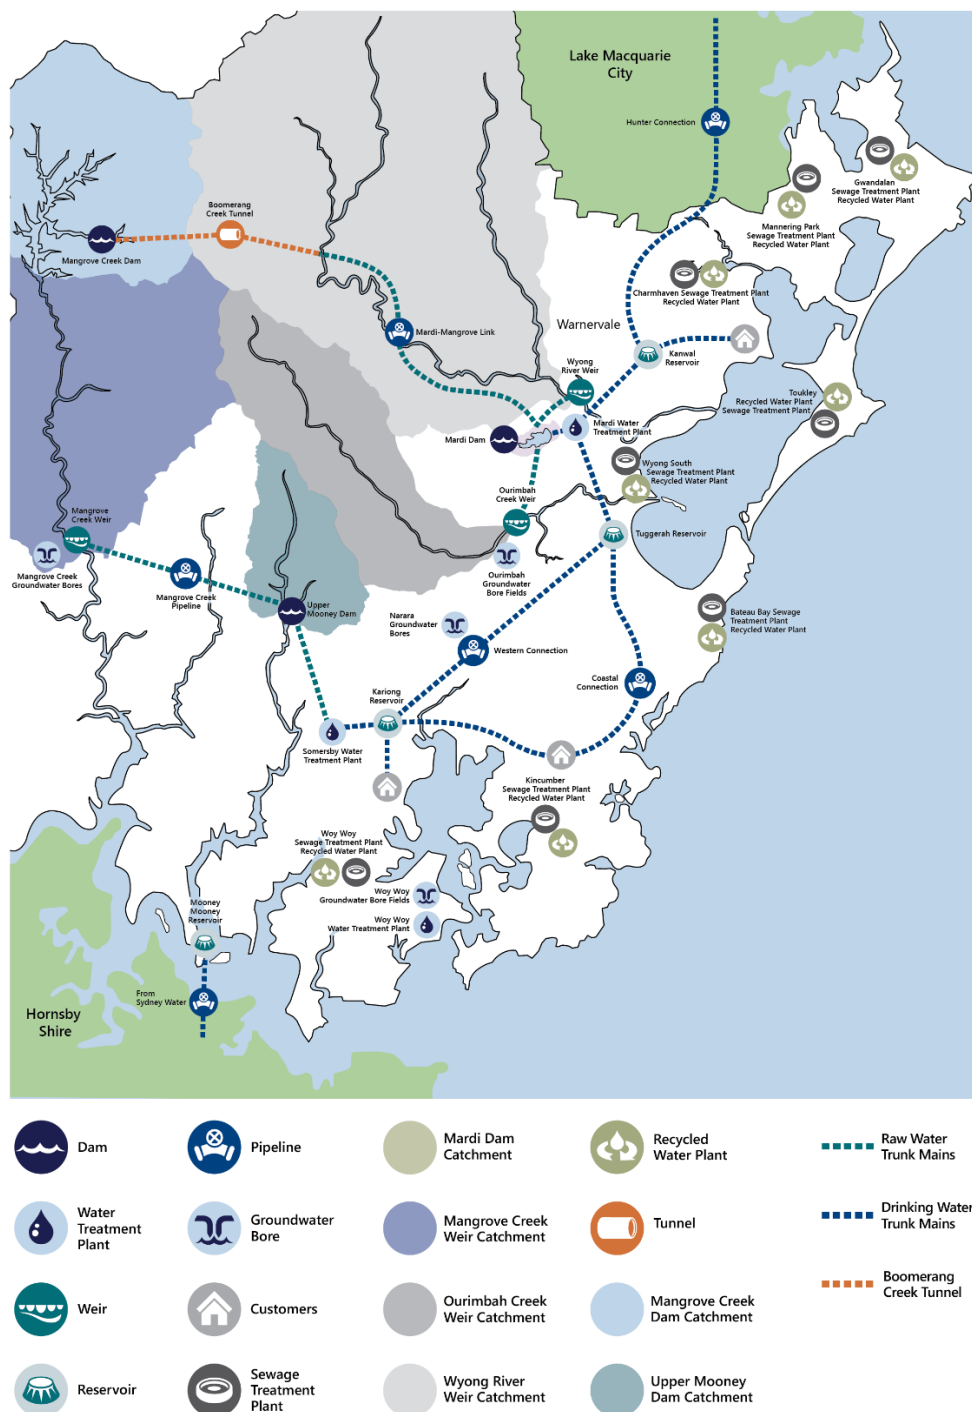 Lake Macquarie
City
Hunter Connection
Gwandalan
Sewage Treatment Plant
Recycled Water Plant
Mannering Park
Sewage Treatment Plant
Recycled Water Plant
Boomerang
Creek Tunnel
Mangrove Creek Dam
Charmhaven Sewage Treatment Plant
Recycled Water Plant
Mardi-Mangrove Link
Warnervale
Kanwal
Reservoir
Wyong
River Weir
Toukley
Recycled Water Plant
Sewage Treatment Plant
Mardi Dam
Mardi Water
Treatment Plant
Wyong South
Sewage Treatment Plant
Recycled Water Plant
Ourimbah
Creek Weir
Mangrove
Creek Weir
Tuggerah Reservoir
Mangrove Creek
Groundwater Bores
Mangrove Creek
Pipeline
Ourimbah
Groundwater
Bore Fields
Upper
Mooney Dam
Narara
Groundwater
Bores
Bateau Bay Sewage
Treatment Plant
Recycled Water Plant
Western Connection
Coastal
Connection
Kariong
Reservoir
Somersby Water
Treatment Plant
Kincumber
Sewage Treatment Plant
Recycled Water Plant
Woy Woy
Sewage Treatment Plant
Recycled Water Plant
Woy Woy
Groundwater Bore Fields
Woy Woy
Water Treatment Plant
Mooney
Mooney
Reservoir
From
Sydney Water
Hornsby
Shire
Dam
Pipeline
Mardi Dam
Catchment
Recycled
Water Plant
Raw Water
Trunk Mains
Water
Treatment
Plant
Groundwater
Bore
Mangrove Creek
Weir Catchment
Tunnel
Drinking Water
Trunk Mains
Weir
Customers
Ourimbah Creek
Weir Catchment
Mangrove Creek
Dam Catchment
Boomerang
Creek Tunnel
Reservoir
Sewage
Treatment
Plant
Wyong River
Weir Catchment
Upper Mooney
Dam Catchment